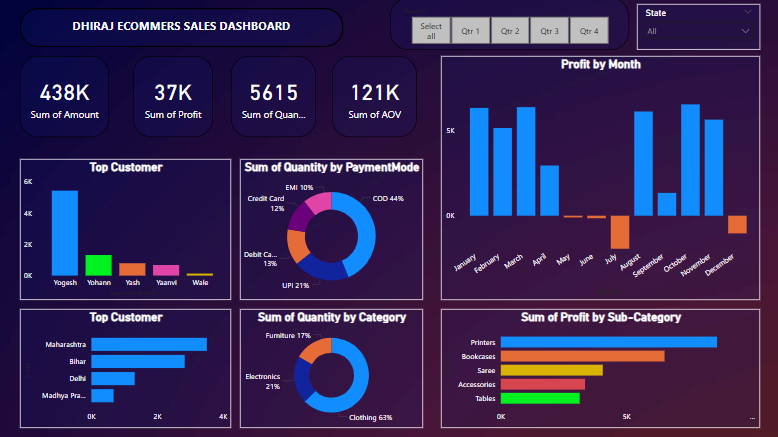 DHIRAJ ECOMMERS SALES DASHBOARD
Select
all
Qtr 1
Qtr 2
Qtr 3
Qtr 4
State
All
438K
Sum of Amount
37K
Sum of Profit
5615
Sum of Quan...
121K
Sum of AOV
Profit by Month
5K
0K
January
February
March
April
May
June
July
August
September
October
November
December
Top Customer
6K
4K
2K
0K
Yogesh
Yohann
Yash
Yaanvi
Wale
Sum of Quantity by PaymentMode
EMI 10%
Credit Card
12%
COD 44%
Debit Ca...
13%
UPI 21%
Top Customer
Maharashtra
Bihar
Delhi
Madhya Pra...
0K
2K
4K
Sum of Quantity by Category
Furniture 17%
Electronics
21%
Clothing 63%
Sum of Profit by Sub-Category
Printers
Bookcases
Saree
Accessories
Tables
0K
5K
...